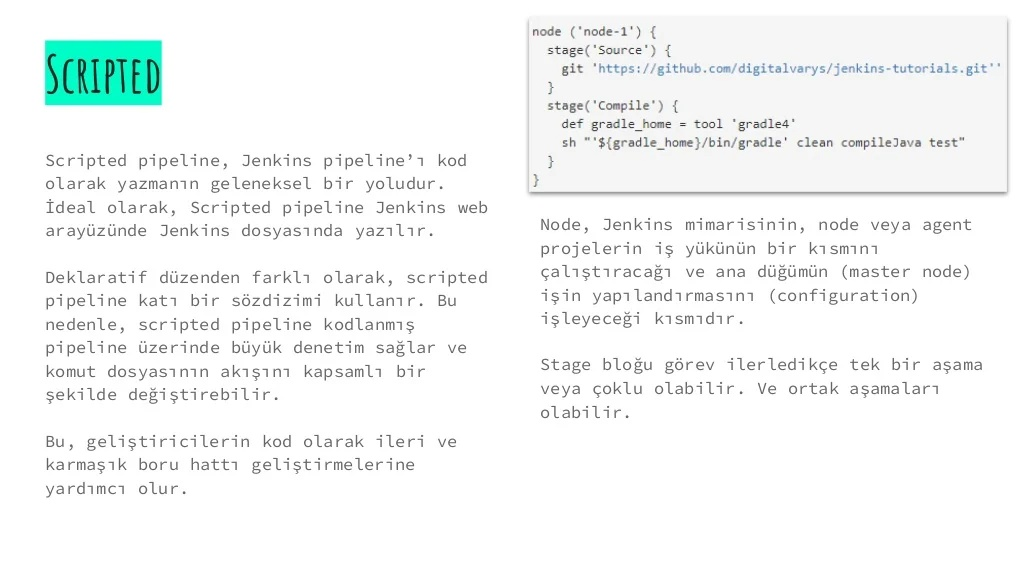 Scripted
Scripted pipeline, Jenkins pipeline’ı kod
olarak yazmanın geleneksel bir yoludur.
İdeal olarak, Scripted pipeline Jenkins web
arayüzünde Jenkins dosyasında yazılır.
Deklaratif düzenden farklı olarak, scripted
pipeline katı bir sözdizimi kullanır. Bu
nedenle, scripted pipeline kodlanmış
pipeline üzerinde büyük denetim sağlar ve
komut dosyasının akışını kapsamlı bir
şekilde değiştirebilir.
Bu, geliştiricilerin kod olarak ileri ve
karmaşık boru hattı geliştirmelerine
yardımcı olur.
node ('node-1') {
stage('Source') {
git 'https://github.com/digitalvarys/jenkins-tutorials.git''
}
stage('Compile') {
def gradle_home = tool 'gradle4'
sh "'${gradle_home}/bin/gradle' clean compileJava test"
}
}
Node, Jenkins mimarisinin, node veya agent
projelerin iş yükünün bir kısmını
çalıştıracağı ve ana düğümün (master node)
işin yapılandırmasını (configuration)
işleyeceği kısmıdır.
Stage bloğu görev ilerledikçe tek bir aşama
veya çoklu olabilir. Ve ortak aşamaları
olabilir.